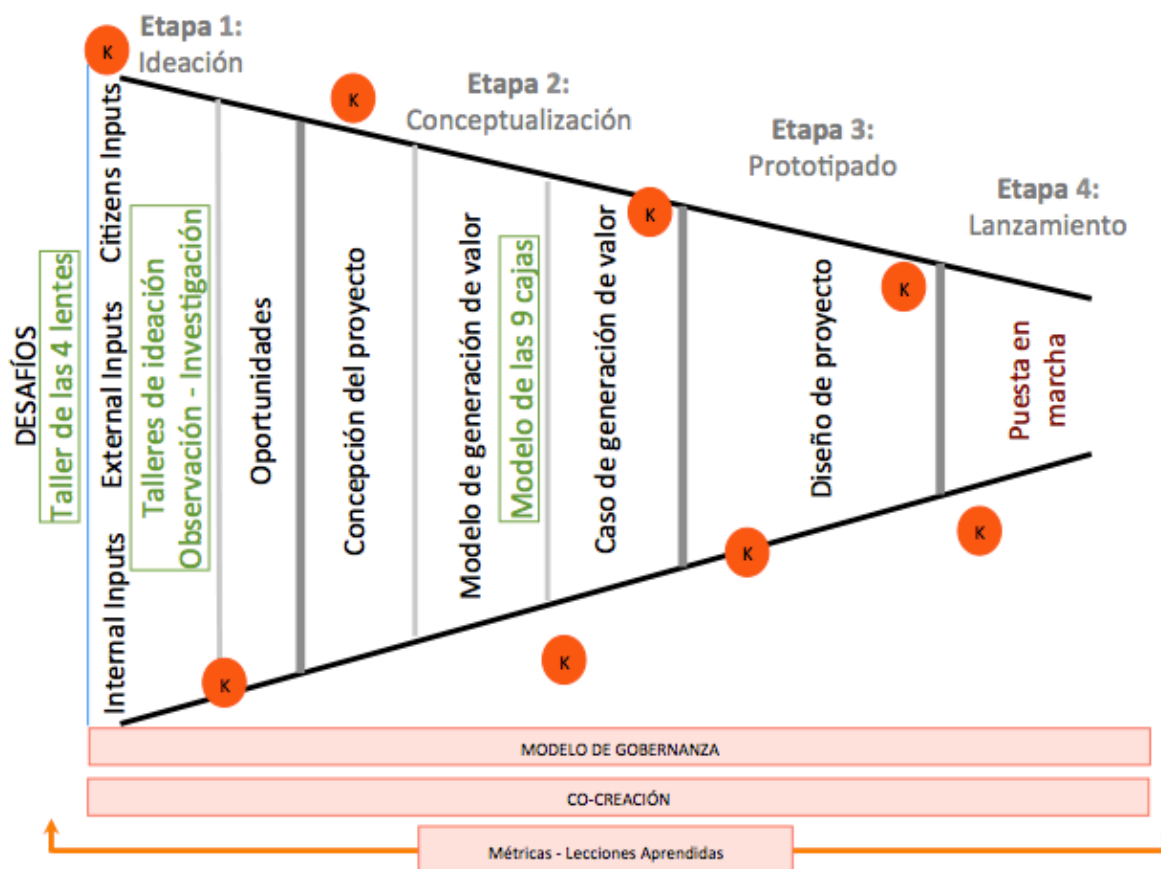 Etapa 1:
Ideación
Etapa 2:
Conceptualización
Etapa 3:
Prototipado
Etapa 4:
Lanzamiento
K
K
K
K
K
K
K
K
DESAFÍOS
Taller de las 4 lentes
Internal Inputs External Inputs Citizens Inputs
Talleres de ideación
Observación - Investigación
Oportunidades
Concepción del proyecto
Modelo de generación de valor
Modelo de las 9 cajas
Caso de generación de valor
Diseño de proyecto
Puesta en
marcha
MODELO DE GOBERNANZA
CO-CREACIÓN
Métricas - Lecciones Aprendidas